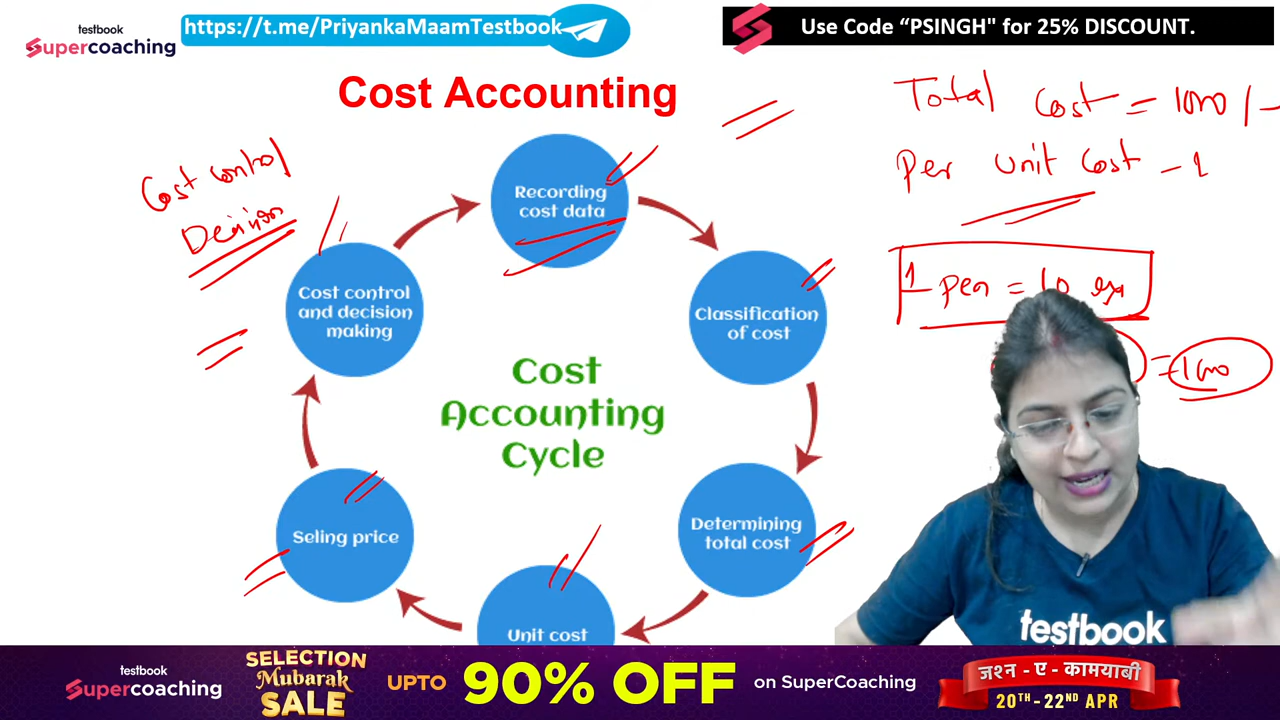 testbook
Supercoaching
https://t.me/PriyankaMaamTestbook
Use Code “PSINGH" for 25% DISCOUNT.
Cost Accounting
Total Cost = 1000/-
Per unit Cost -
Cost control
Decision
Recording
cost data
Classification
of cost
Determining
total cost
Unit cost
Seling price
Cost control
and decision
making
Cost
Accounting
Cycle
1 pen = 10
testbook
testbook
Supercoaching
SELECTION
Mubarak
SALE
UPTO 90% OFF on SuperCoaching
जश्न - ए - कामयाबी
20TH - 22ND APR